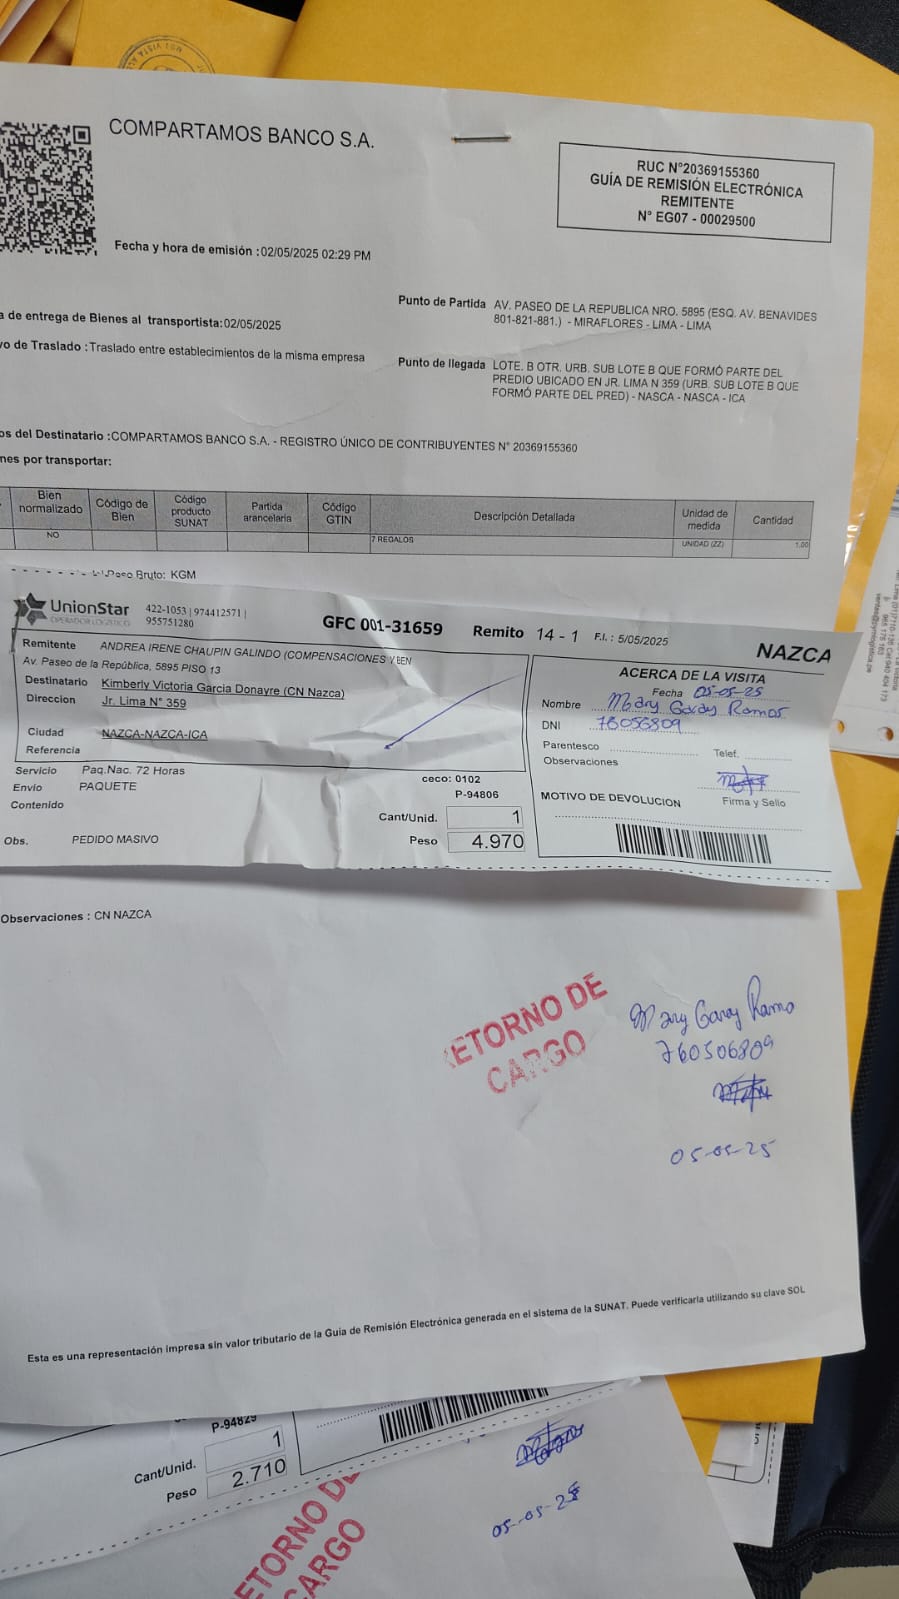 COMPARTAMOS BANCO S.A.
RUC N°20369155360
GUÍA DE REMISIÓN ELECTRÓNICA
REMITENTE
N° EG07 - 00029500
Fecha y hora de emisión :02/05/2025 02:29 PM
a de entrega de Bienes al transportista:02/05/2025
vo de Traslado :Traslado entre establecimientos de la misma empresa
Punto de Partida AV. PASEO DE LA REPUBLICA NRO. 5895 (ESQ. AV. BENAVIDES
801-821-881.) - MIRAFLORES - LIMA - LIMA
Punto de llegada LOTE. B OTR. URB. SUB LOTE B QUE FORMÓ PARTE DEL
PREDIO UBICADO EN JR. LIMA N 359 (URB. SUB LOTE B QUE
FORMÓ PARTE DEL PRED) - NASCA - NASCA - ICA
os del Destinatario :COMPARTAMOS BANCO S.A. - REGISTRO ÚNICO DE CONTRIBUYENTES N° 20369155360
nes por transportar:
Bien normalizado Código de Bien Código producto SUNAT Partida arancelaria Código GTIN Descripción Detallada Unidad de medida Cantidad
NO 7 REGALOS UNIDAD (ZZ) 1.00
Peso Bruto: KGM
UnionStar
OPERADOR LOGÍSTICO
422-1053 | 974412571 |
955751280
GFC 001-31659 Remito 14 - 1 F.I. : 5/05/2025 NAZCA
Remitente ANDREA IRENE CHAUPIN GALINDO (COMPENSACIONES Y BEN
Av. Paseo de la República, 5895 PISO 13
Destinatario Kimberly Victoria Garcia Donayre (CN Nazca)
Direccion Jr. Lima N° 359
Ciudad NAZCA-NAZCA-ICA
Referencia
Servicio Paq.Nac. 72 Horas
Envio PAQUETE
Contenido
Obs. PEDIDO MASIVO
ceco: 0102
P-94806
Cant/Unid. 1
Peso 4.970
ACERCA DE LA VISITA
Fecha 05-05-25
Nombre Mary Garay Ramos
DNI 76056809
Parentesco Telef.
Observaciones
Firma y Sello
MOTIVO DE DEVOLUCION
Observaciones : CN NAZCA
ETORNO DE
CARGO
Mary Garay Ramo
760506809
05-05-25
Esta es una representación impresa sin valor tributario de la Guía de Remisión Electrónica generada en el sistema de la SUNAT. Puede verificarla utilizando su clave SOL
P-94829
Cant/Unid. 1
Peso 2.710
ETORNO DE
CARGO
05-05-25